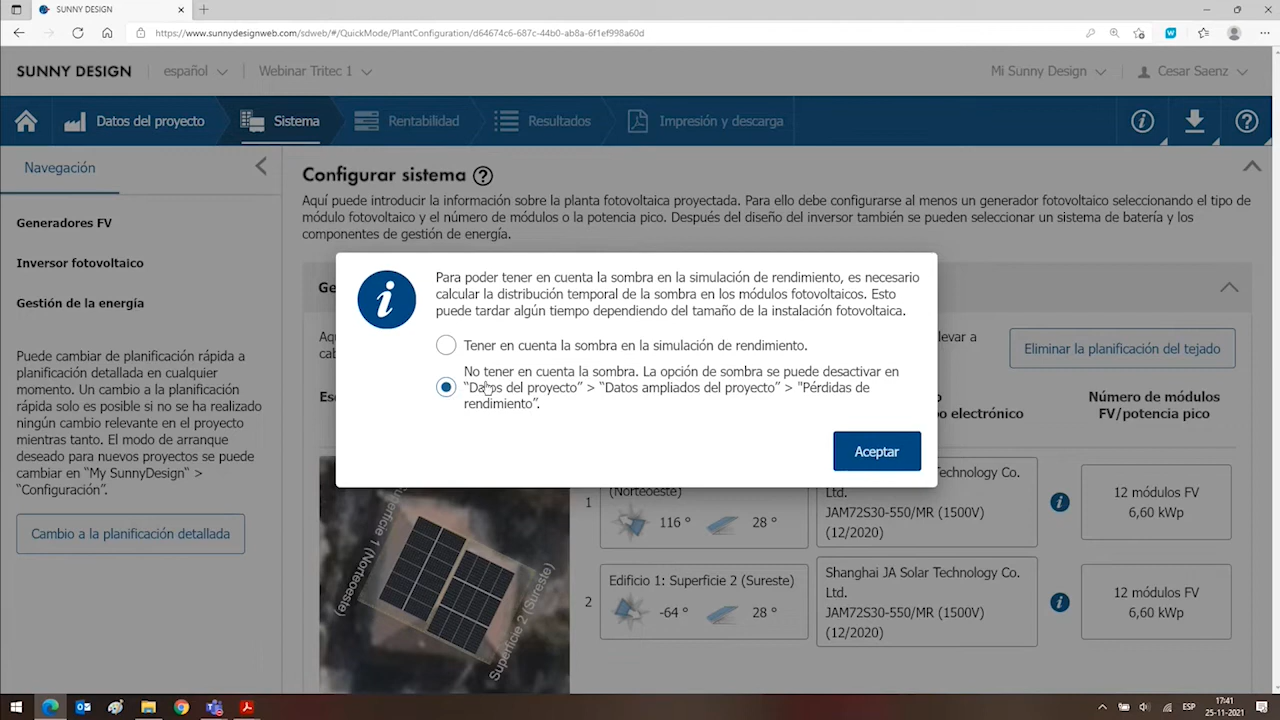 SUNNY DESIGN
https://www.sunnydesignweb.com/sdweb/#/QuickMode/PlantConfiguration/d64674c6-687c-44b0-ab8a-6f1ef998a60d
SUNNY DESIGN
español
Webinar Tritec 1
Mi Sunny Design
Cesar Saenz
Datos del proyecto
Sistema
Rentabilidad
Resultados
Impresión y descarga
Navegación
Generadores FV
Inversor fotovoltaico
Gestión de la energía
Puede cambiar de planificación rápida a
planificación detallada en cualquier
momento. Un cambio a la planificación
rápida solo es posible si no se ha realizado
ningún cambio relevante en el proyecto
mientras tanto. El modo de arranque
deseado para nuevos proyectos se puede
cambiar en “My SunnyDesign“ >
“Configuración”.
Cambio a la planificación detallada
Configurar sistema
Aquí puede introducir la información sobre la planta fotovoltaica proyectada. Para ello debe configurarse al menos un generador fotovoltaico seleccionando el tipo de
módulo fotovoltaico y el número de módulos o la potencia pico. Después del diseño del inversor también se pueden seleccionar un sistema de batería y los
componentes de gestión de energía.
Para poder tener en cuenta la sombra en la simulación de rendimiento, es necesario
calcular la distribución temporal de la sombra en los módulos fotovoltaicos. Esto
puede tardar algún tiempo dependiendo del tamaño de la instalación fotovoltaica.
Tener en cuenta la sombra en la simulación de rendimiento.
No tener en cuenta la sombra. La opción de sombra se puede desactivar en
“Datos del proyecto” > “Datos ampliados del proyecto” > "Pérdidas de
rendimiento”.
Aceptar
Eliminar la planificación del tejado
Número de módulos
FV/potencia pico
Superficie 1 (Noroeste)
Superficie 2 (Sureste)
1
(Noroeste)
116 °
28 °
Technology Co.
Ltd.
JAM72S30-550/MR (1500V)
(12/2020)
12 módulos FV
6,60 kWp
2
Edificio 1: Superficie 2 (Sureste)
-64 °
28 °
Shanghai JA Solar Technology Co.
Ltd.
JAM72S30-550/MR (1500V)
(12/2020)
12 módulos FV
6,60 kWp
ESP
17:41
25-11-2021